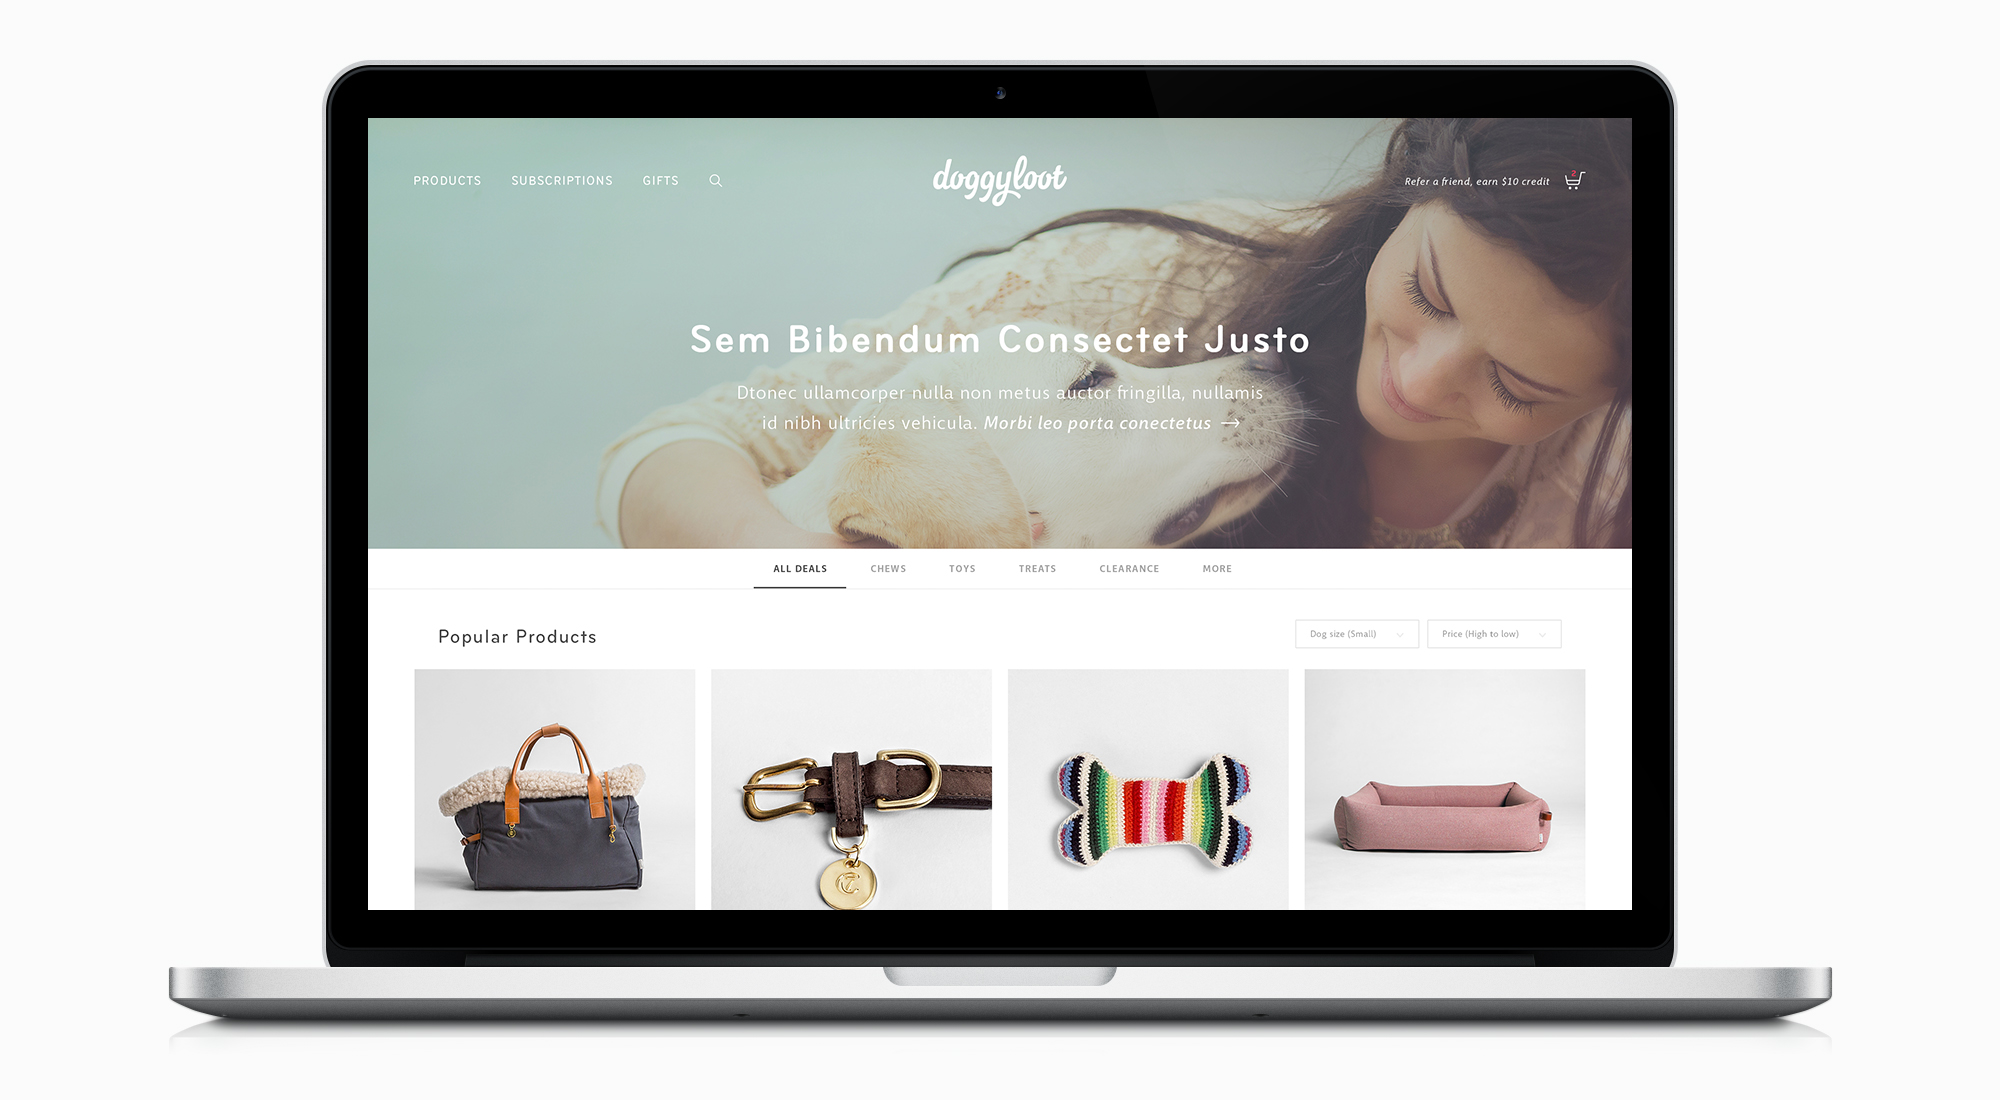 PRODUCTS SUBSCRIPTIONS GIFTS
doggyloot
Refer a friend, earn $10 credit
2
Sem Bibendum Consectet Justo
Dtonec ullamcorper nulla non metus auctor fringilla, nullamis
id nibh ultricies vehicula. Morbi leo porta conectetus →
ALL DEALS CHEWS TOYS TREATS CLEARANCE MORE
Popular Products
Dog size (Small)
Price (High to low)